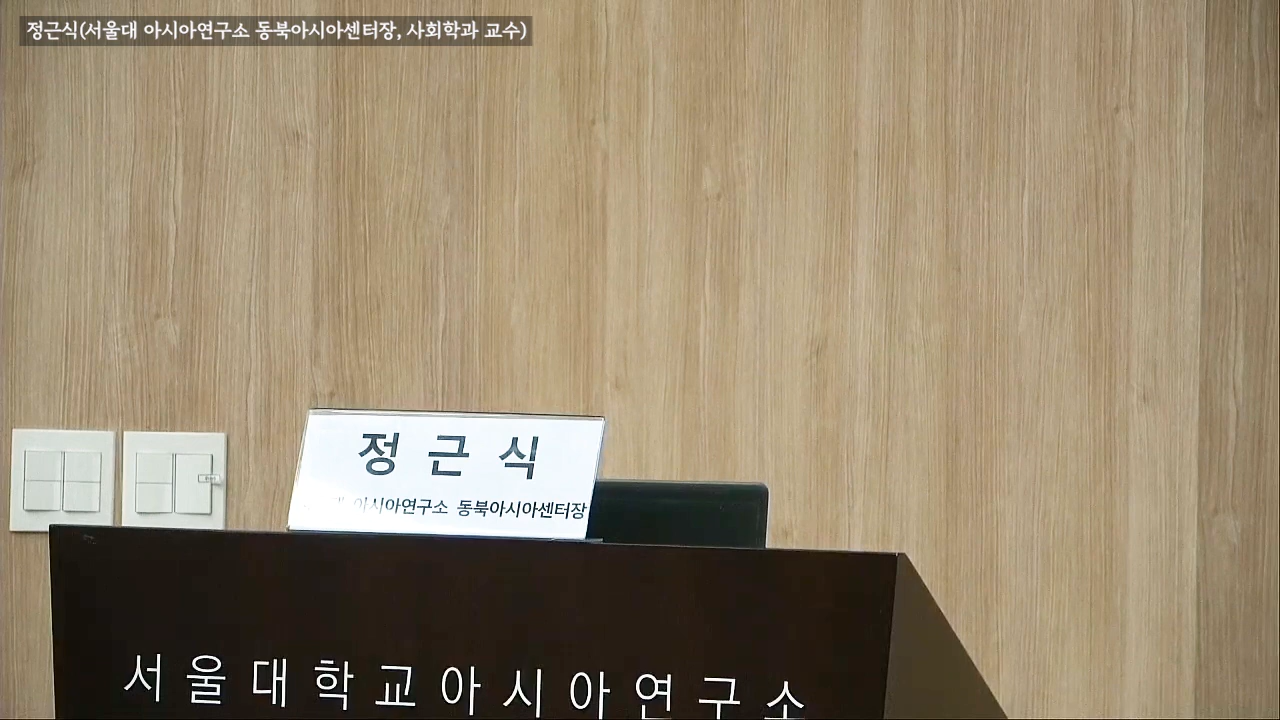 정근식(서울대 아시아연구소 동북아시아센터장, 사회학과 교수)
정 근 식
아시아연구소 동북아시아센터장
서울대학교아시아연구소